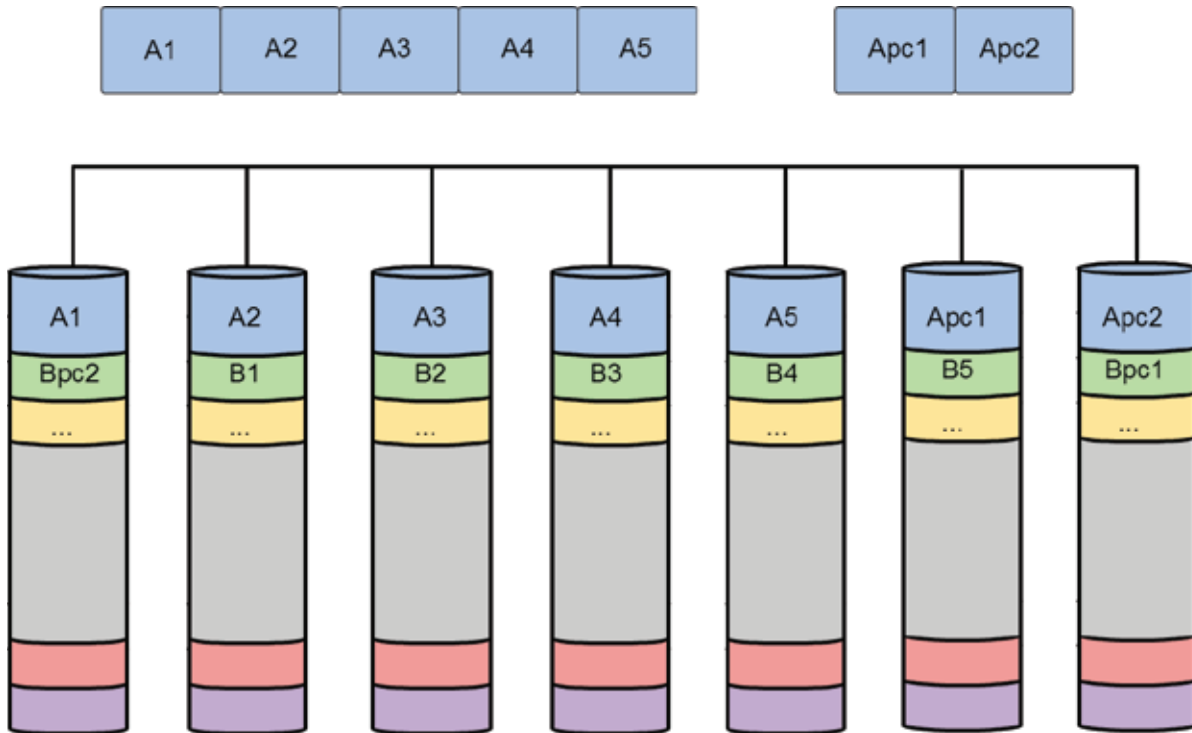 A1 A2 A3 A4 A5 Apc1 Apc2
A1 A2 A3 A4 A5 Apc1 Apc2
Bpc2 B1 B2 B3 B4 B5 Bpc1
... ... ... ... ... ... ...